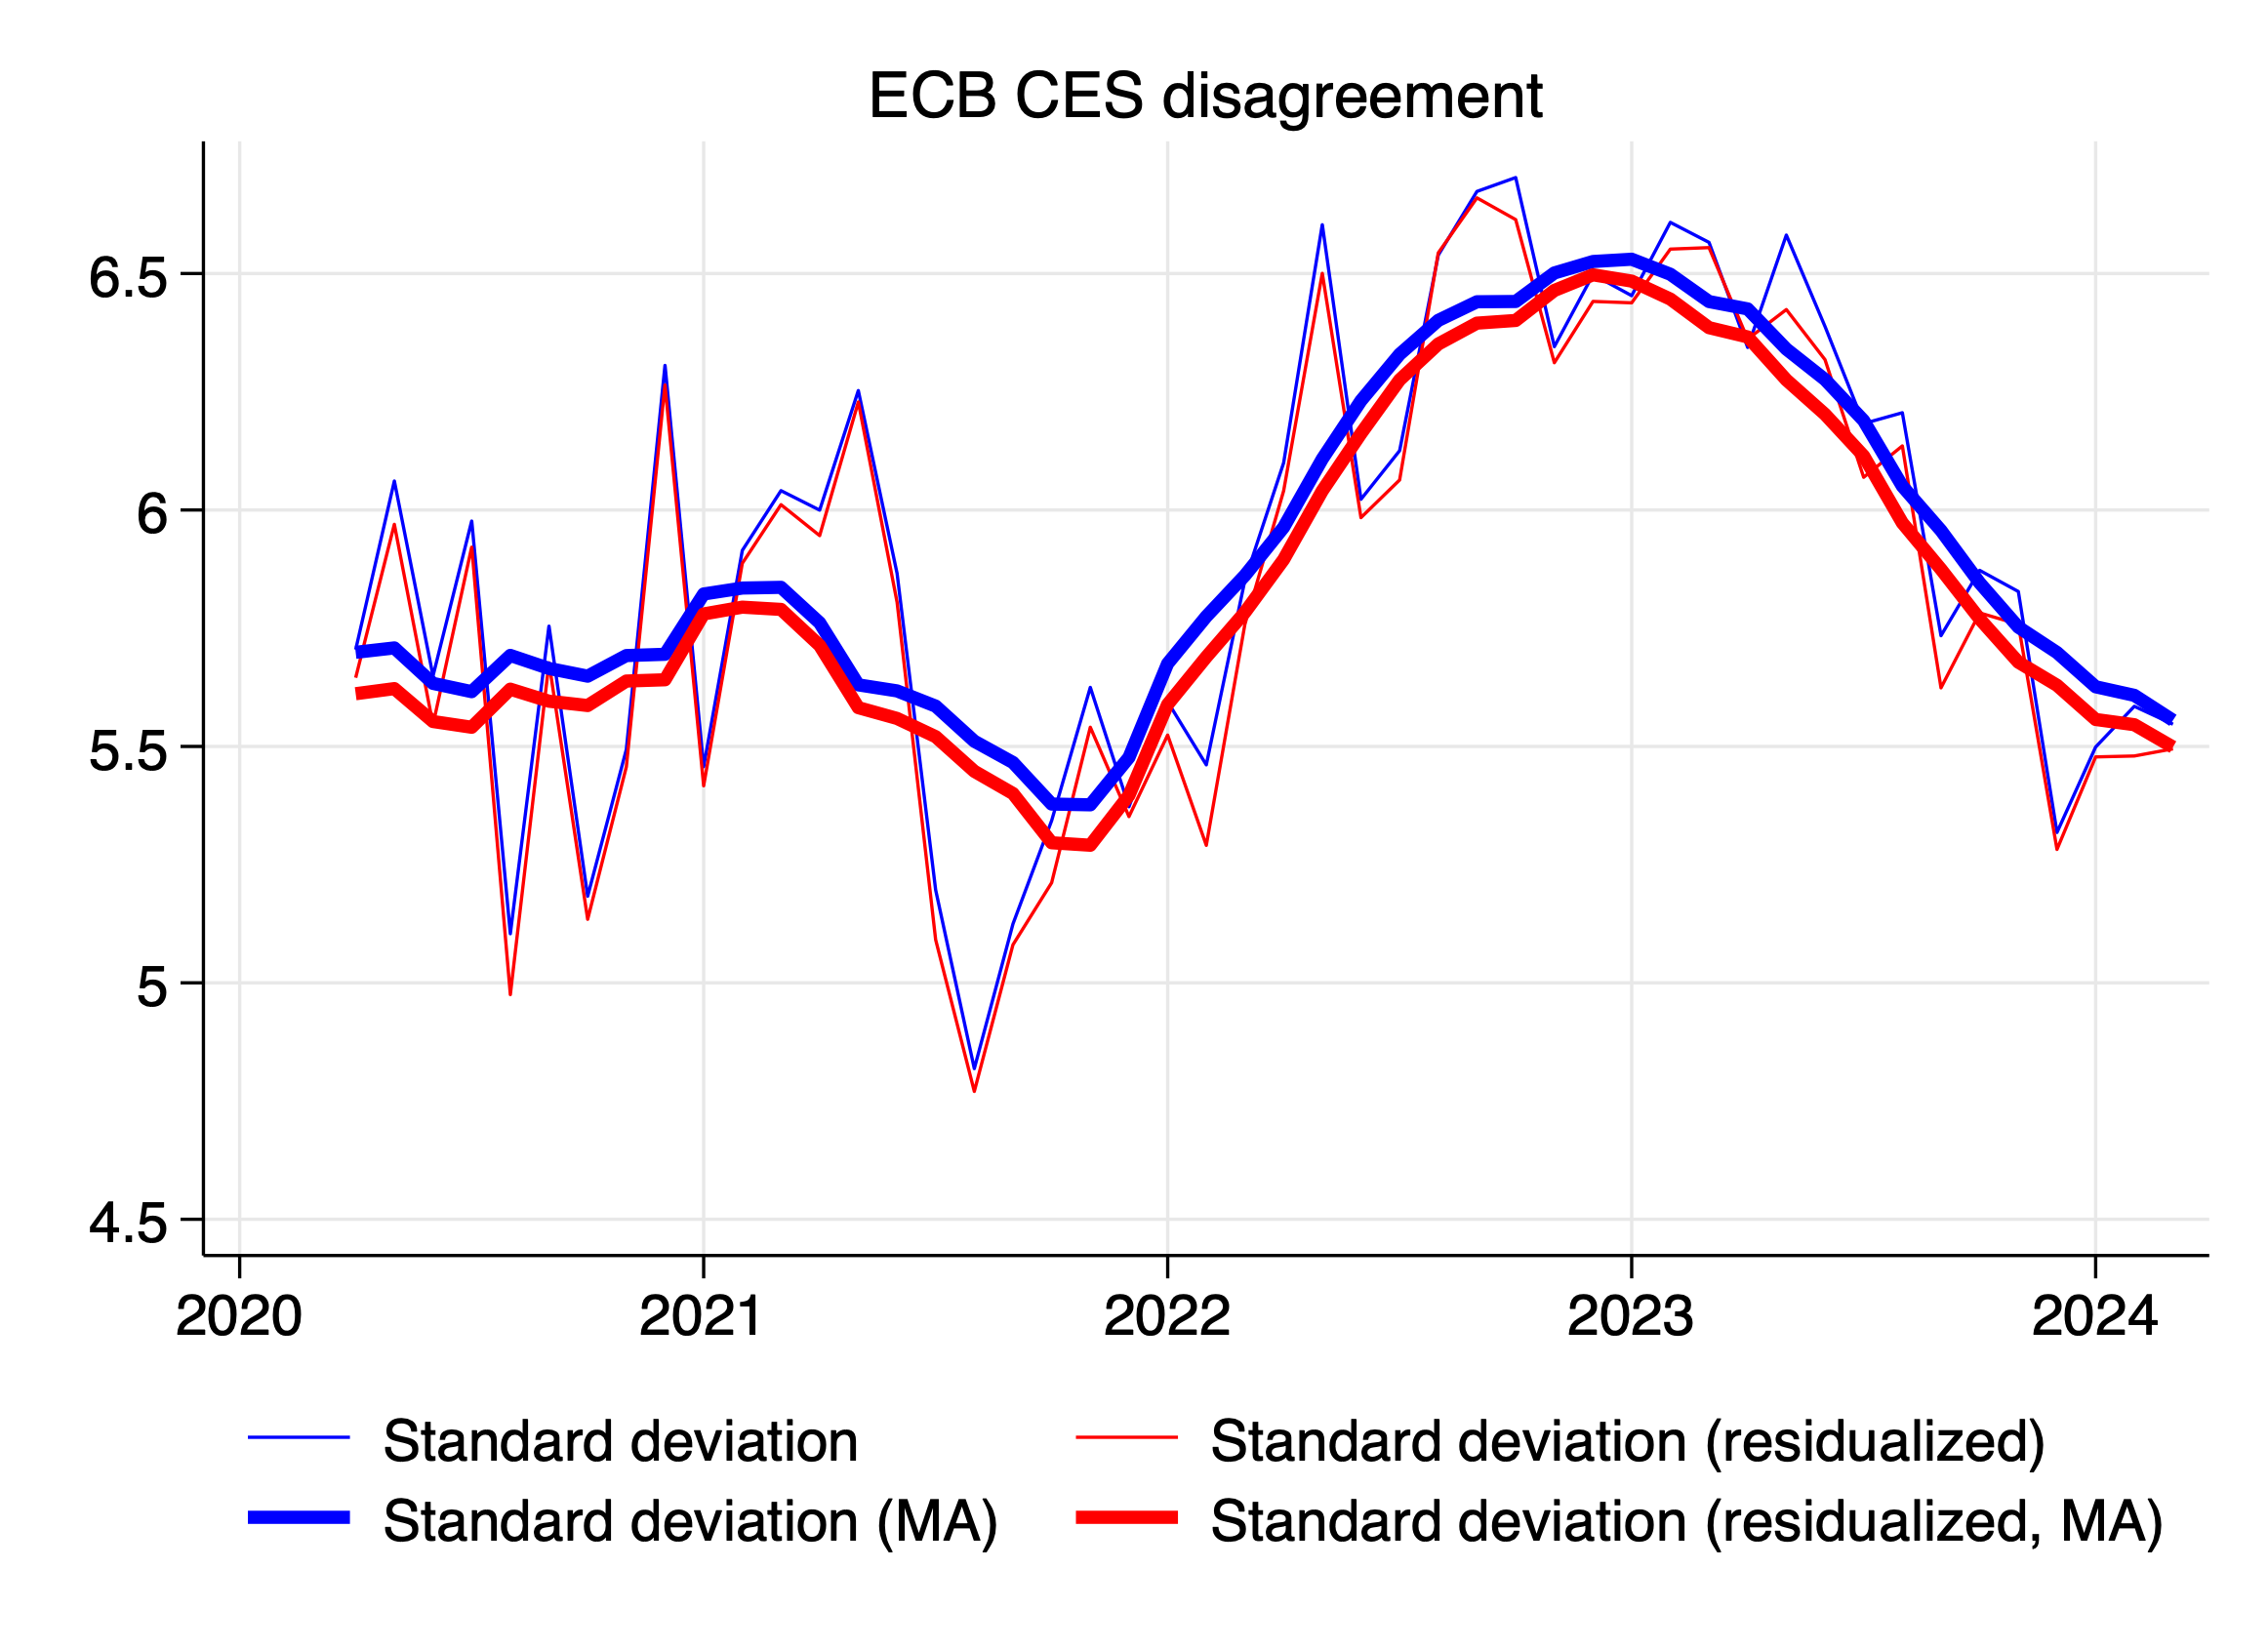 ECB CES disagreement
6.5
6
5.5
5
4.5
2020 2021 2022 2023 2024
Standard deviation Standard deviation (residualized)
Standard deviation (MA) Standard deviation (residualized, MA)